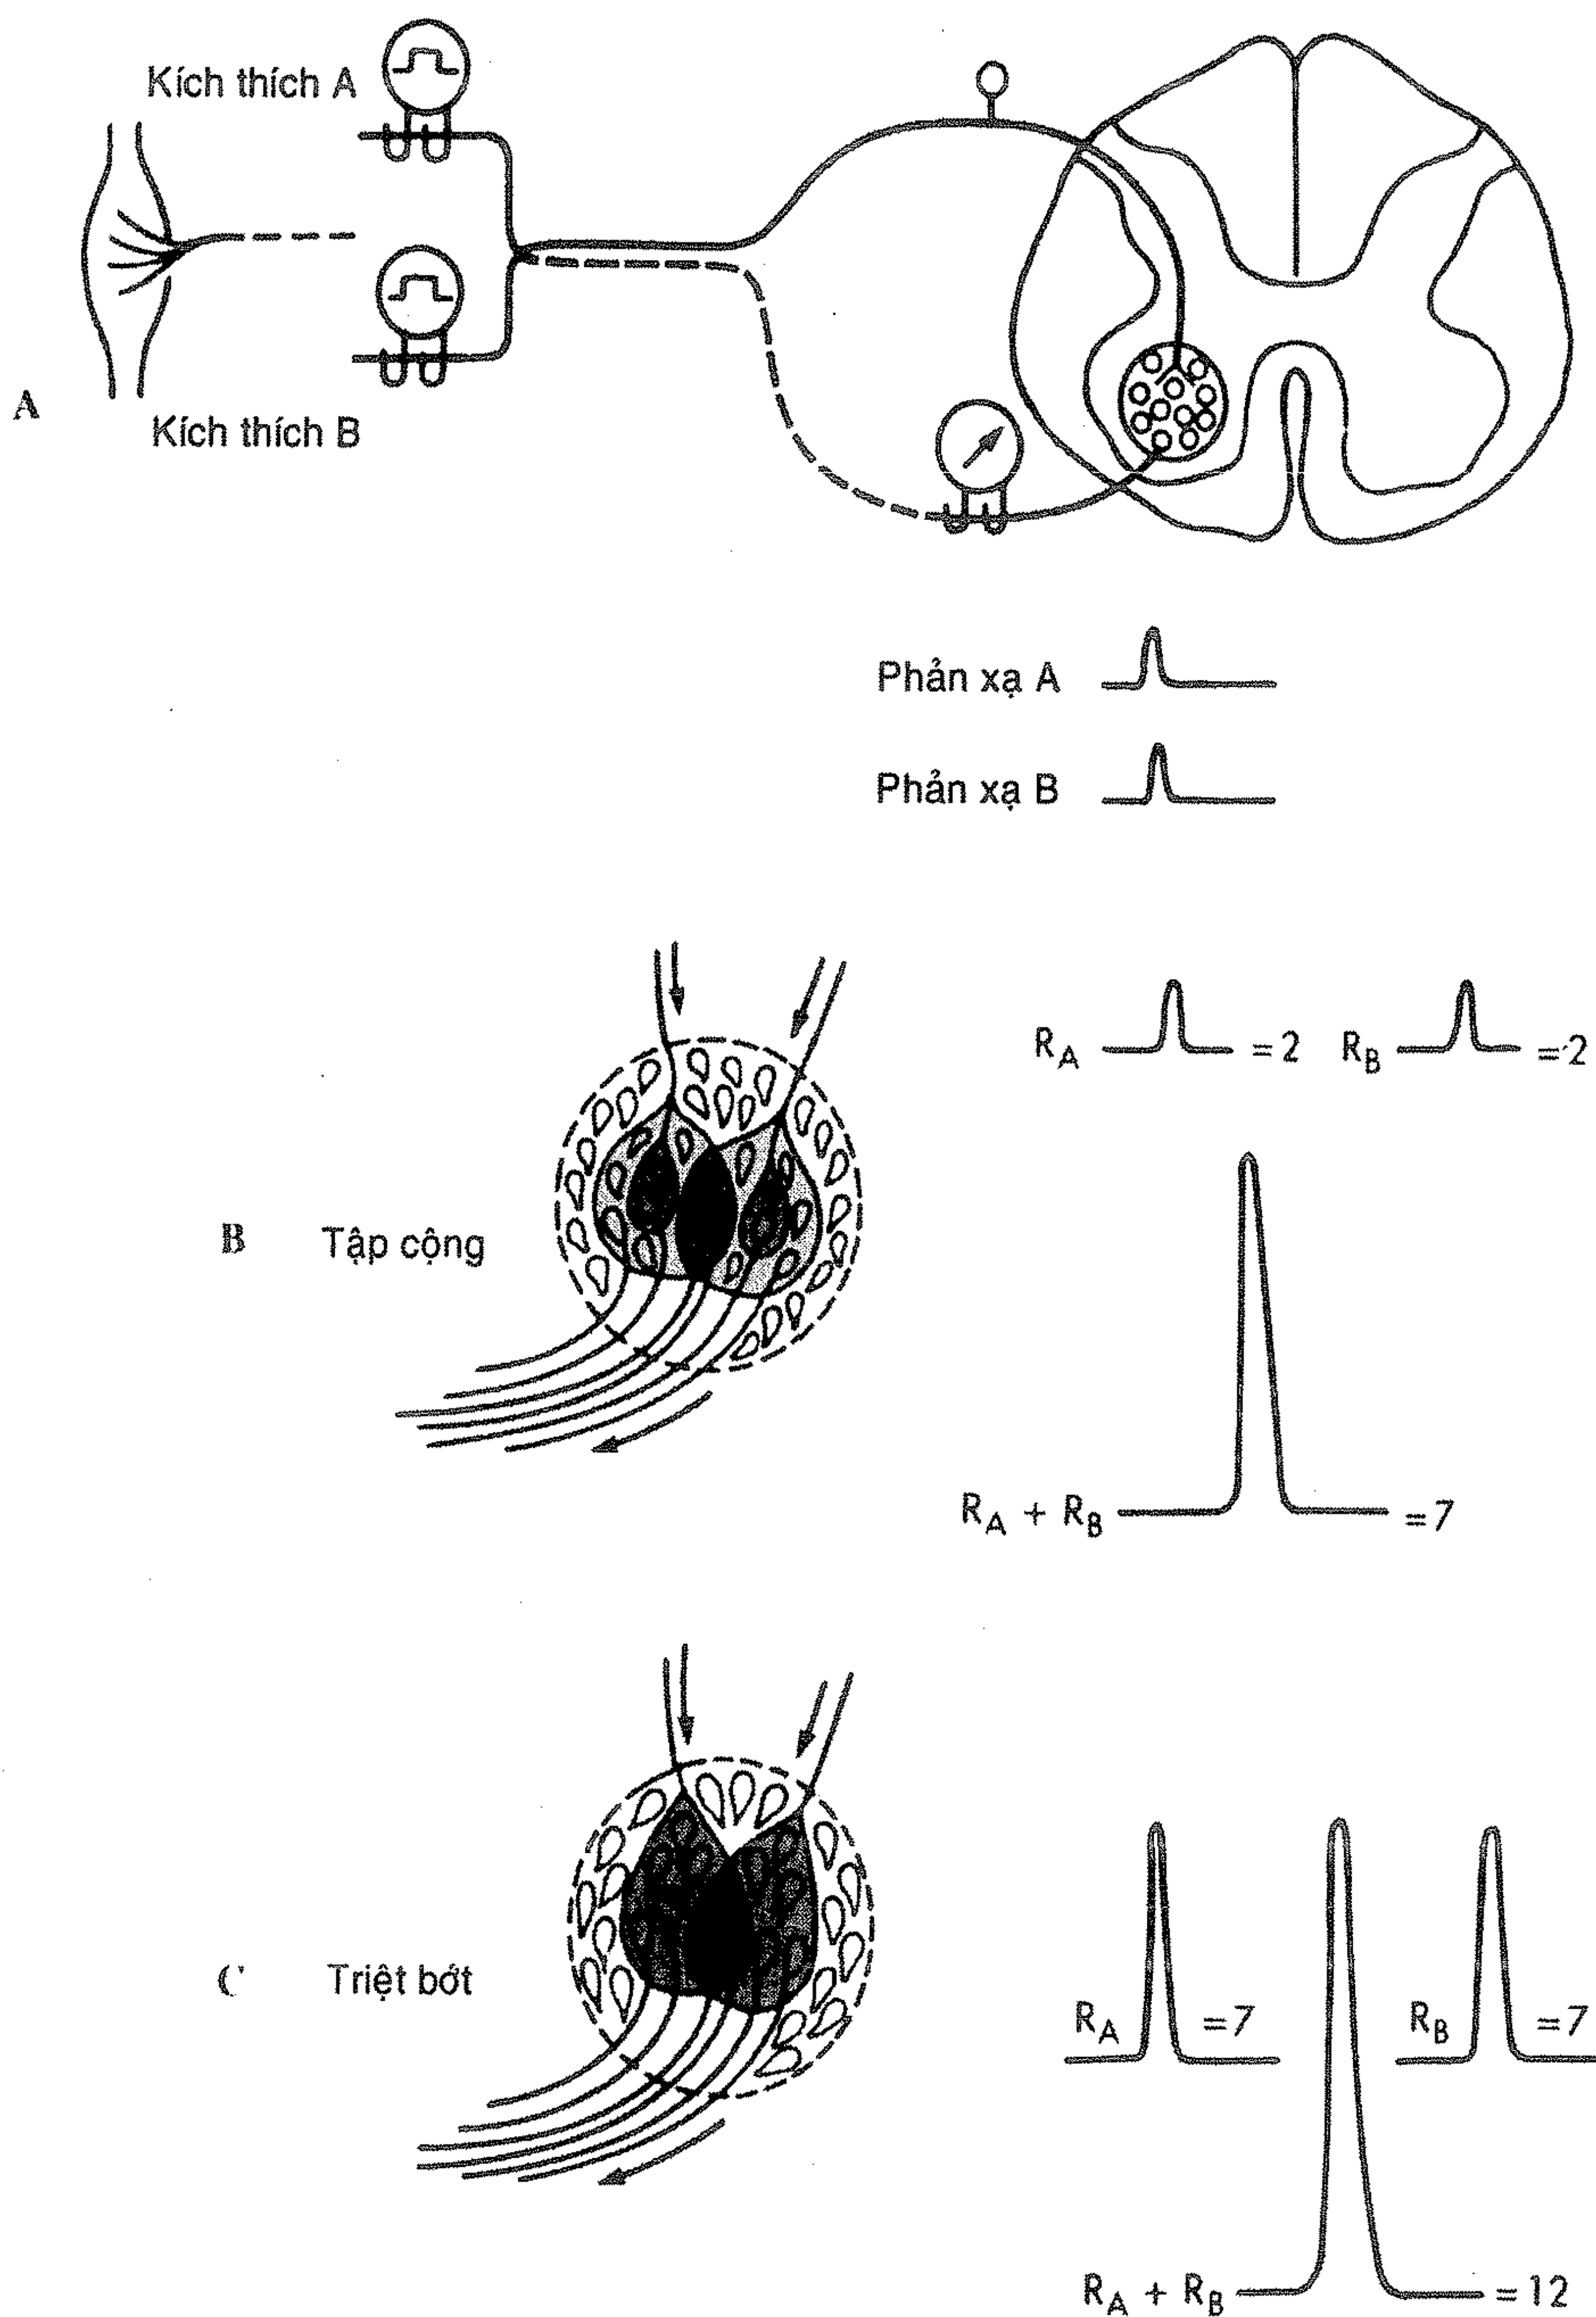 Kích thích A
A
Kích thích B
Phản xạ A
Phản xạ B
R_A = 2 R_B = 2
B Tập cộng
R_A + R_B = 7
C Triệt bớt
R_A = 7 R_B = 7
R_A + R_B = 12